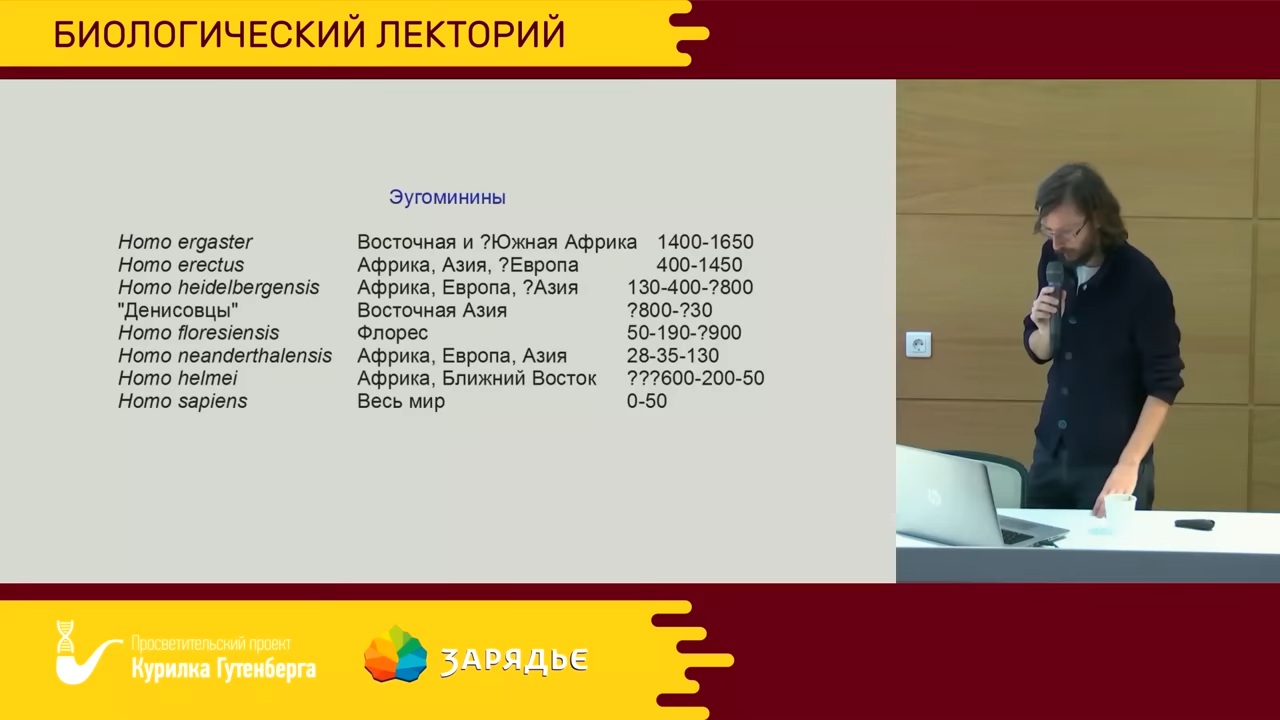 БИОЛОГИЧЕСКИЙ ЛЕКТОРИЙ
Эугоминины
Homo ergaster Восточная и ?Южная Африка 1400-1650
Homo erectus Африка, Азия, ?Европа 400-1450
Homo heidelbergensis Африка, Европа, ?Азия 130-400-?800
"Денисовцы" Восточная Азия ?800-?30
Homo floresiensis Флорес 50-190-?900
Homo neanderthalensis Африка, Европа, Азия 28-35-130
Homo helmei Африка, Ближний Восток ???600-200-50
Homo sapiens Весь мир 0-50
Просветительский проект
Курилка Гутенберга
ЗАРЯДЬЕ
hp